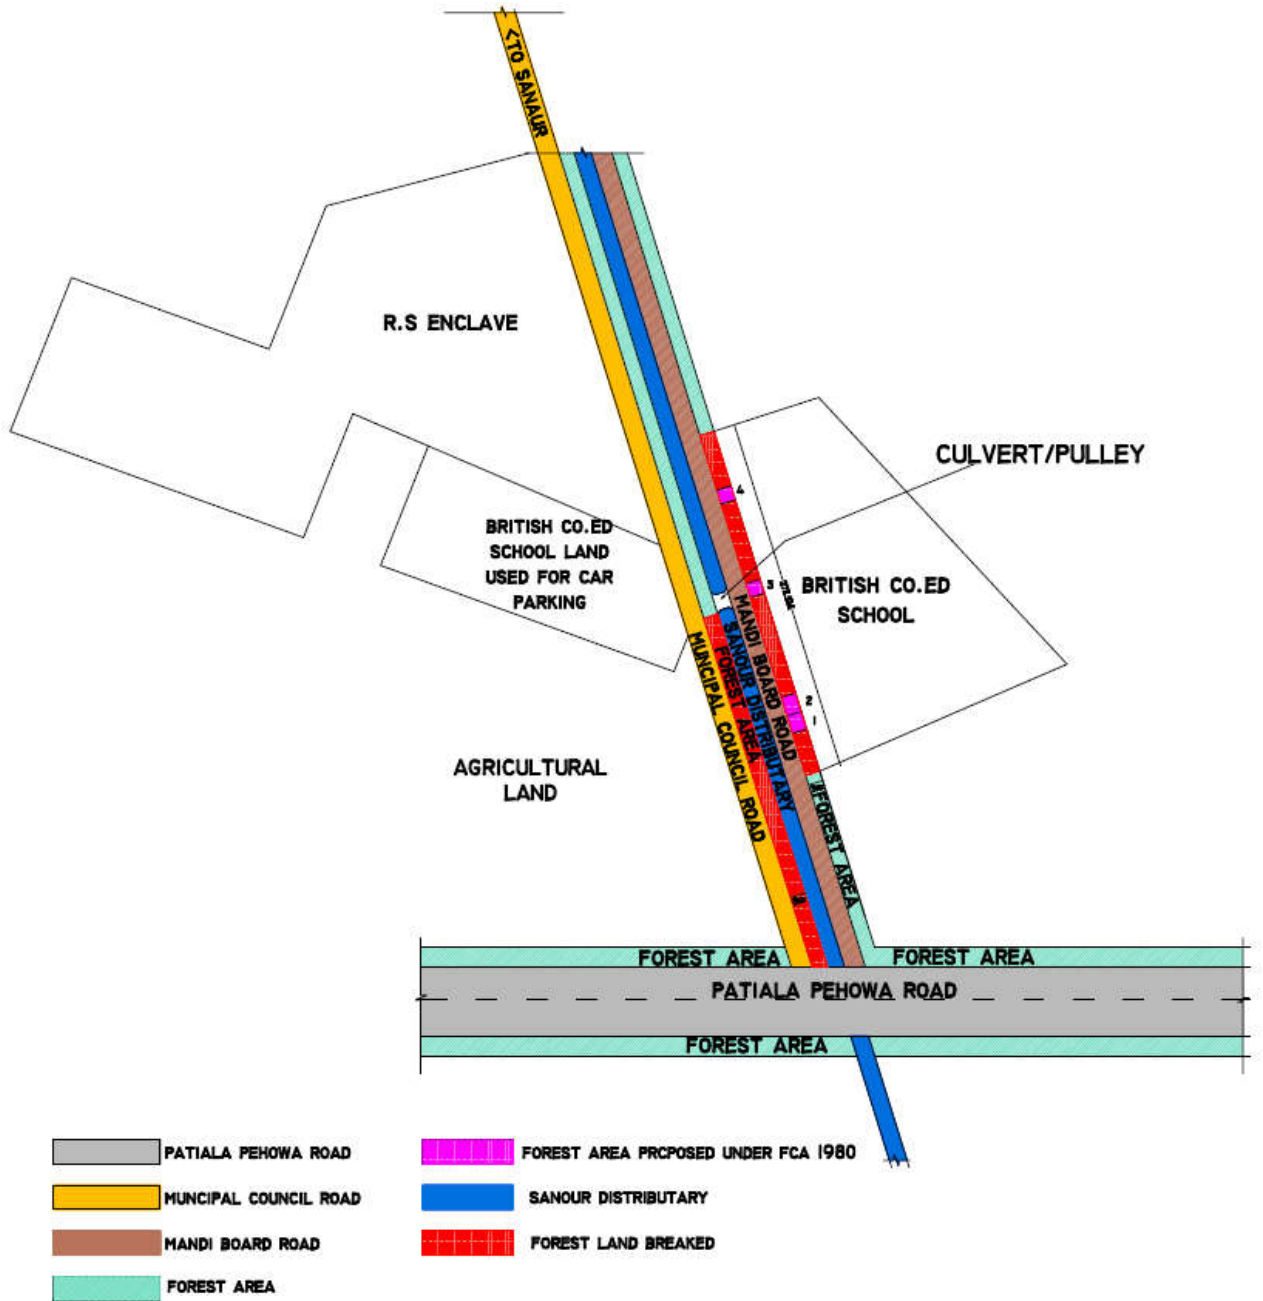 <TO SANAUR
R.S ENCLAVE
CULVERT/PULLEY
4
BRITISH CO.ED
SCHOOL LAND
USED FOR CAR
PARKING
3
BRITISH CO.ED
SCHOOL
MANDI BOARD ROAD
SANOUR DISTRIBUTARY
FOREST AREA
MUNCIPAL COUNCIL ROAD
2
1
AGRICULTURAL
LAND
FOREST AREA
FOREST AREA
FOREST AREA
PATIALA PEHOWA ROAD
FOREST AREA
PATIALA PEHOWA ROAD
MUNCIPAL COUNCIL ROAD
MANDI BOARD ROAD
FOREST AREA
FOREST AREA PRCPOSED UNDER FCA 1980
SANOUR DISTRIBUTARY
FOREST LAND BREAKED